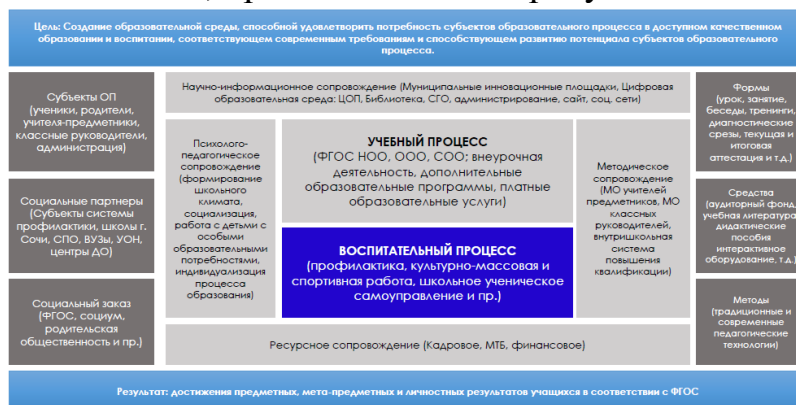 Цель: Создание образовательной среды, способной удовлетворить потребность субъектов образовательного процесса в доступном качественном
образовании и воспитании, соответствующем современным требованиям и способствующем развитию потенциала субъектов образовательного
процесса.
Субъекты ОП
(ученики, родители,
учителя-предметники,
классные руководители,
администрация)
Социальные партнеры
(Субъекты системы
профилактики, школы г.
Сочи, СПО, ВУЗы, УОН,
центры ДО)
Социальный заказ
(ФГОС, социум,
родительская
общественность и пр.)
Научно-информационное сопровождение (Муниципальные инновационные площадки, Цифровая
образовательная среда: ЦОП, Библиотека, СГО, администрирование, сайт, соц. сети)
Психолого-
педагогическое
сопровождение
(формирование
школьного
климата,
социализация,
работа с детьми с
особыми
образовательными
потребностями,
индивидуализация
процесса
образования)
УЧЕБНЫЙ ПРОЦЕСС
(ФГОС НОО, ООО, СОО; внеурочная
деятельность, дополнительные
образовательные программы, платные
образовательные услуги)
ВОСПИТАТЕЛЬНЫЙ ПРОЦЕСС
(профилактика, культурно-массовая и
спортивная работа, школьное ученическое
самоуправление и пр.)
Методическое
сопровождение
(МО учителей
предметников, МО
классных
руководителей,
внутришкольная
система
повышения
квалификации)
Ресурсное сопровождение (Кадровое, МТБ, финансовое)
Формы
(урок, занятие,
беседы, тренинги,
диагностические
срезы, текущая и
итоговая
аттестация и т.д.)
Средства
(аудиторный фонд,
учебная литература,
дидактические
пособия
интерактивное
оборудование, т.д.)
Методы
(традиционные и
современные
педагогические
технологии)
Результат: достижения предметных, мета-предметных и личностных результатов учащихся в соответствии с ФГОС